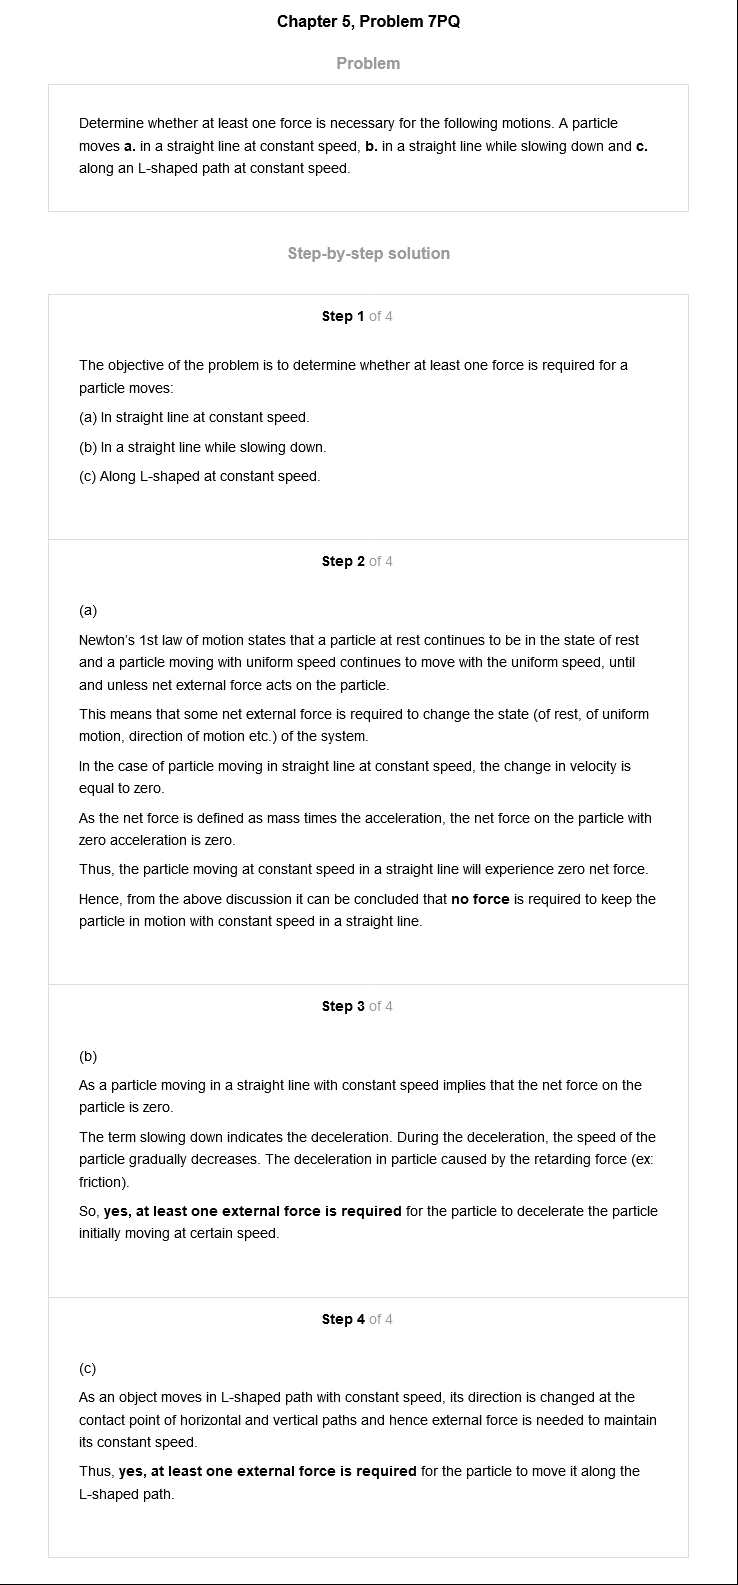 Chapter 5, Problem 7PQ
Problem
Determine whether at least one force is necessary for the following motions. A particle
moves a. in a straight line at constant speed, b. in a straight line while slowing down and c.
along an L-shaped path at constant speed.
Step-by-step solution
Step 1 of 4
The objective of the problem is to determine whether at least one force is required for a
particle moves:
(a) In straight line at constant speed.
(b) In a straight line while slowing down.
(c) Along L-shaped at constant speed.
Step 2 of 4
(a)
Newton's 1st law of motion states that a particle at rest continues to be in the state of rest
and a particle moving with uniform speed continues to move with the uniform speed, until
and unless net external force acts on the particle.
This means that some net external force is required to change the state (of rest, of uniform
motion, direction of motion etc.) of the system.
In the case of particle moving in straight line at constant speed, the change in velocity is
equal to zero.
As the net force is defined as mass times the acceleration, the net force on the particle with
zero acceleration is zero.
Thus, the particle moving at constant speed in a straight line will experience zero net force.
Hence, from the above discussion it can be concluded that no force is required to keep the
particle in motion with constant speed in a straight line.
Step 3 of 4
(b)
As a particle moving in a straight line with constant speed implies that the net force on the
particle is zero.
The term slowing down indicates the deceleration. During the deceleration, the speed of the
particle gradually decreases. The deceleration in particle caused by the retarding force (ex:
friction).
So, yes, at least one external force is required for the particle to decelerate the particle
initially moving at certain speed.
Step 4 of 4
(c)
As an object moves in L-shaped path with constant speed, its direction is changed at the
contact point of horizontal and vertical paths and hence external force is needed to maintain
its constant speed.
Thus, yes, at least one external force is required for the particle to move it along the
L-shaped path.